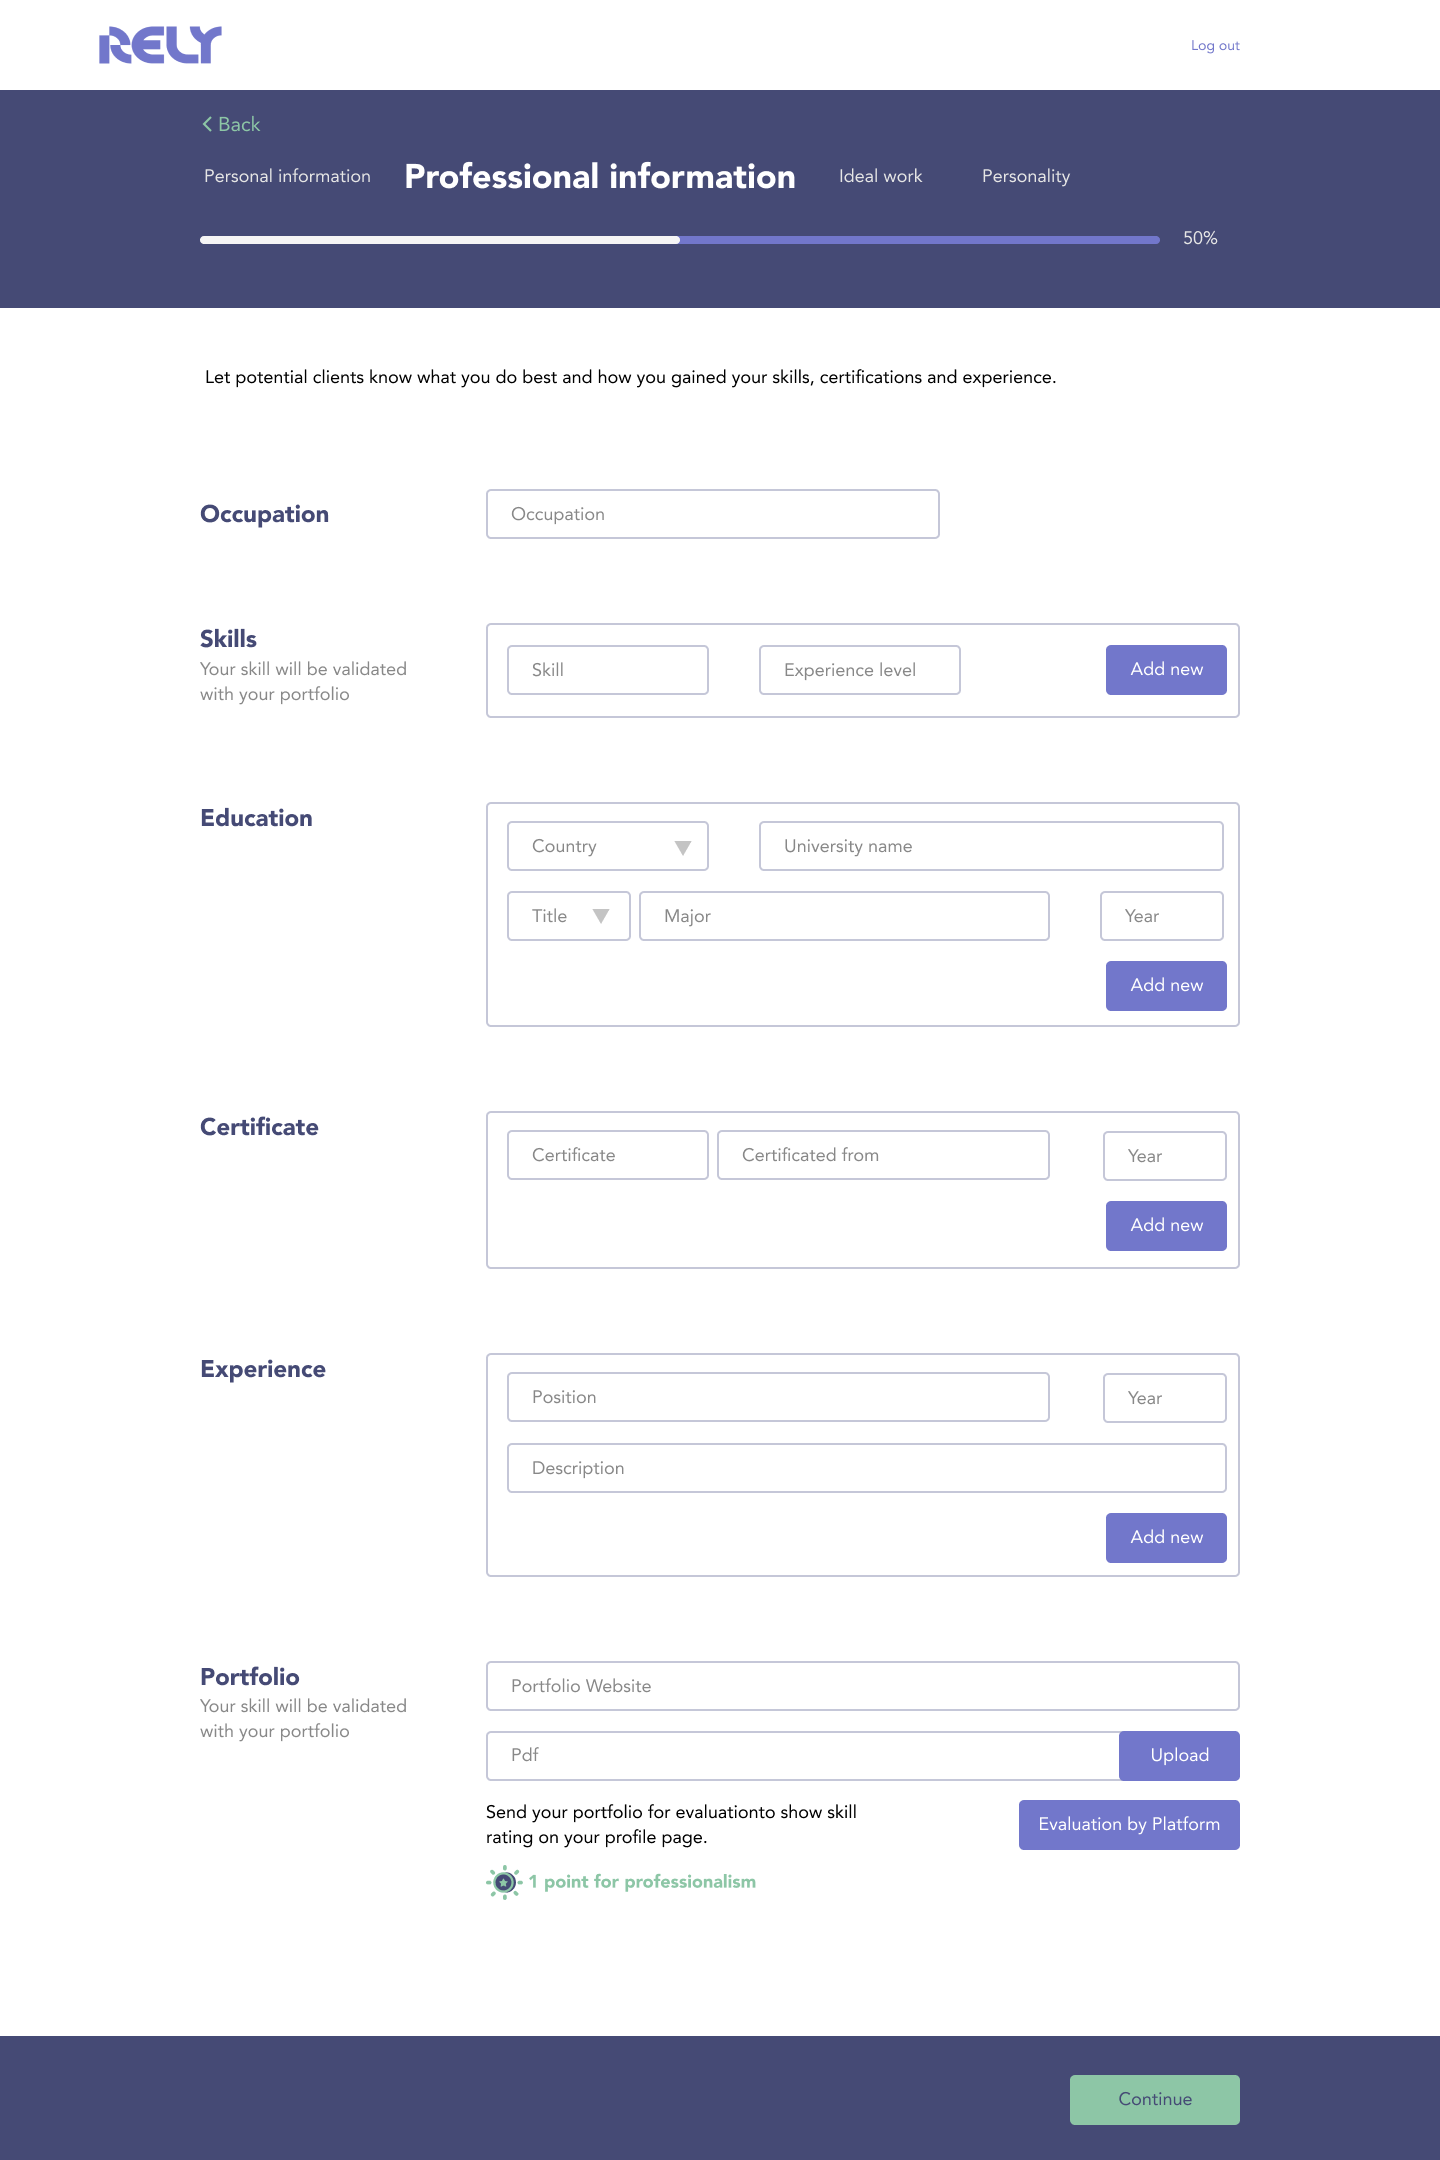 RELY
Log out
Back
Personal information
Professional information
Ideal work
Personality
50%
Let potential clients know what you do best and how you gained your skills, certifications and experience.
Occupation
Occupation
Skills
Your skill will be validated
with your portfolio
Skill
Experience level
Add new
Education
Country
University name
Title
Major
Year
Add new
Certificate
Certificate
Certificated from
Year
Add new
Experience
Position
Year
Description
Add new
Portfolio
Your skill will be validated
with your portfolio
Portfolio Website
Pdf
Upload
Send your portfolio for evaluationto show skill
rating on your profile page.
Evaluation by Platform
1 point for professionalism
Continue